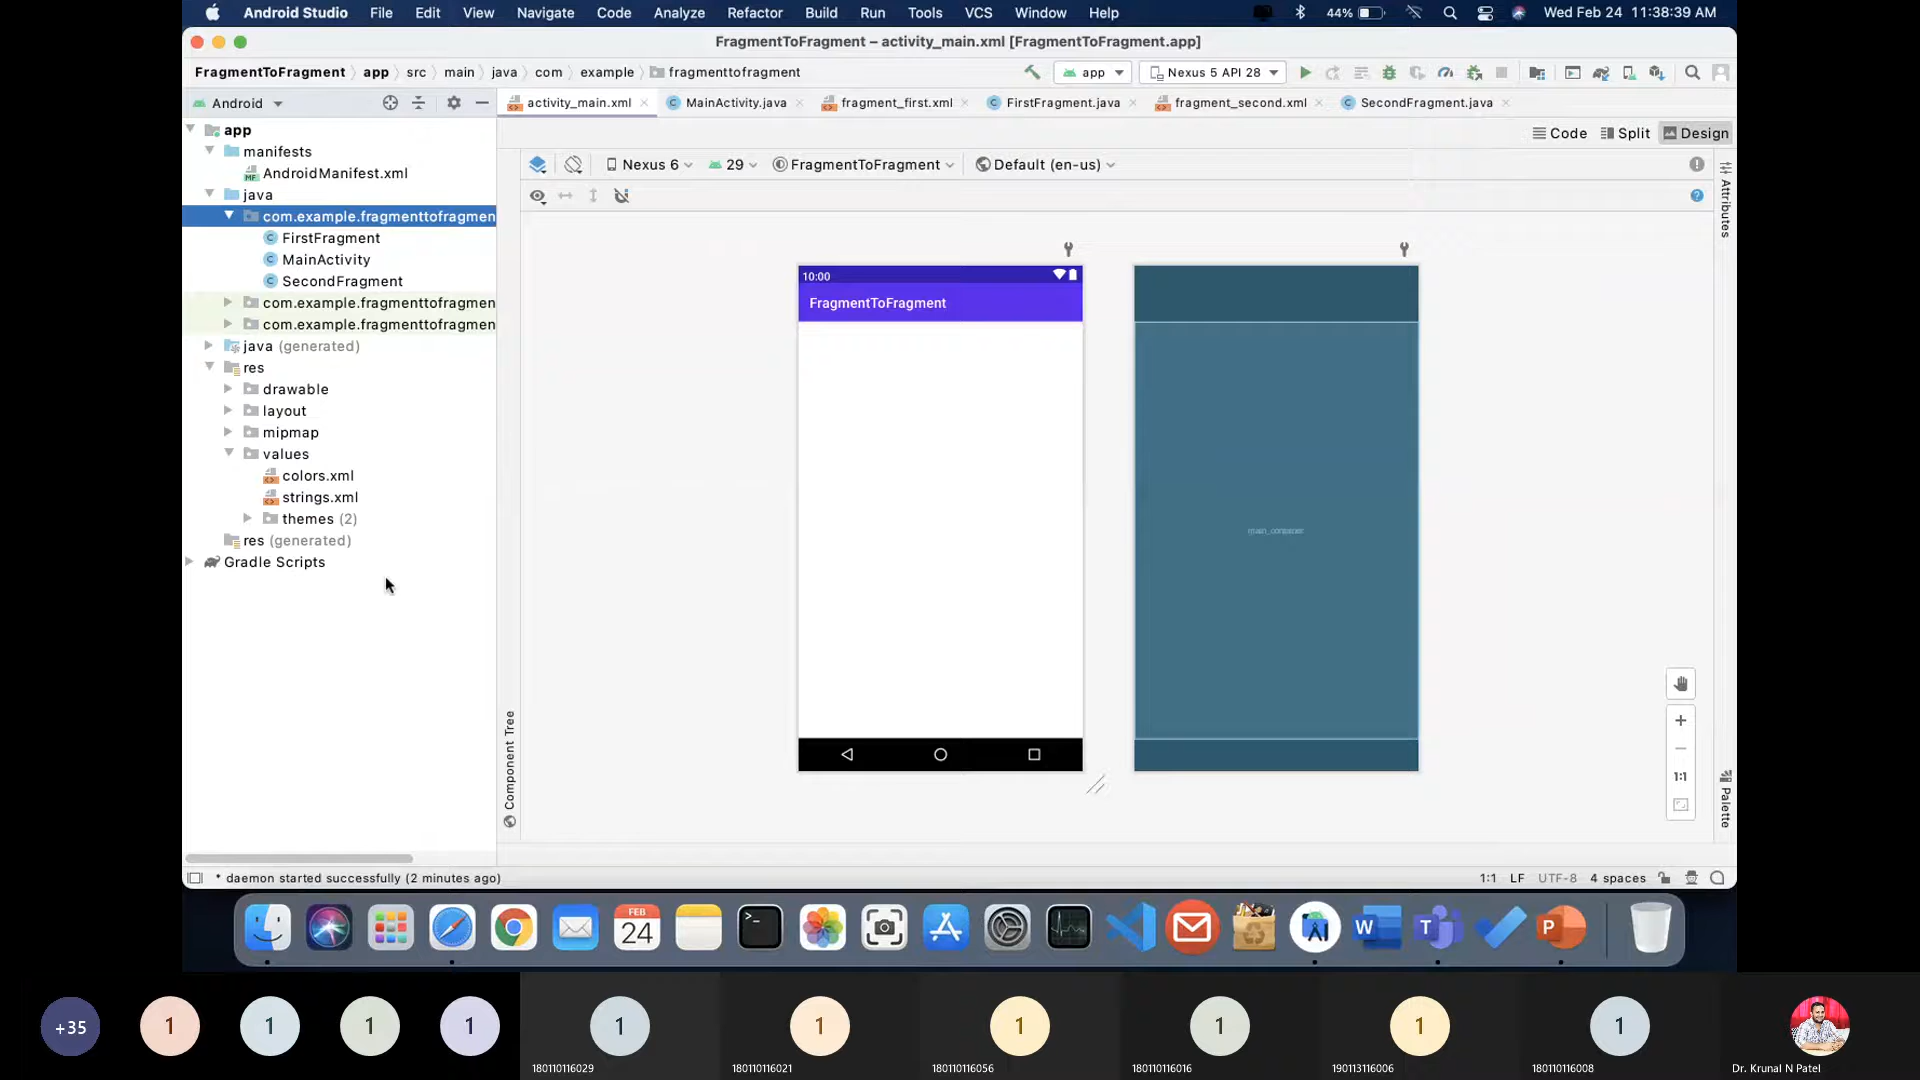 Android Studio File Edit View Navigate Code Analyze Refactor Build Run Tools VCS Window Help 44% Wed Feb 24 11:38:39 AM
FragmentToFragment – activity_main.xml [FragmentToFragment.app]
FragmentToFragment app src main java com example fragmenttofragment app Nexus 5 API 28
Android activity_main.xml MainActivity.java fragment_first.xml FirstFragment.java fragment_second.xml SecondFragment.java
Code Split Design
Nexus 6 29 FragmentToFragment Default (en-us)
Attributes
app
manifests
AndroidManifest.xml
java
com.example.fragmenttofragmen
FirstFragment
MainActivity
SecondFragment
com.example.fragmenttofragmen
com.example.fragmenttofragmen
java (generated)
res
drawable
layout
mipmap
values
colors.xml
strings.xml
themes (2)
res (generated)
Gradle Scripts
10:00
FragmentToFragment
main_container
Component Tree
1:1
Palette
* daemon started successfully (2 minutes ago) 1:1 LF UTF-8 4 spaces
FEB
24
W T P
+35 1 1 1 1 1 1 1 1 1 1
180110116029 180110116021 180110116056 180110116016 190113116006 180110116008 Dr. Krunal N Patel